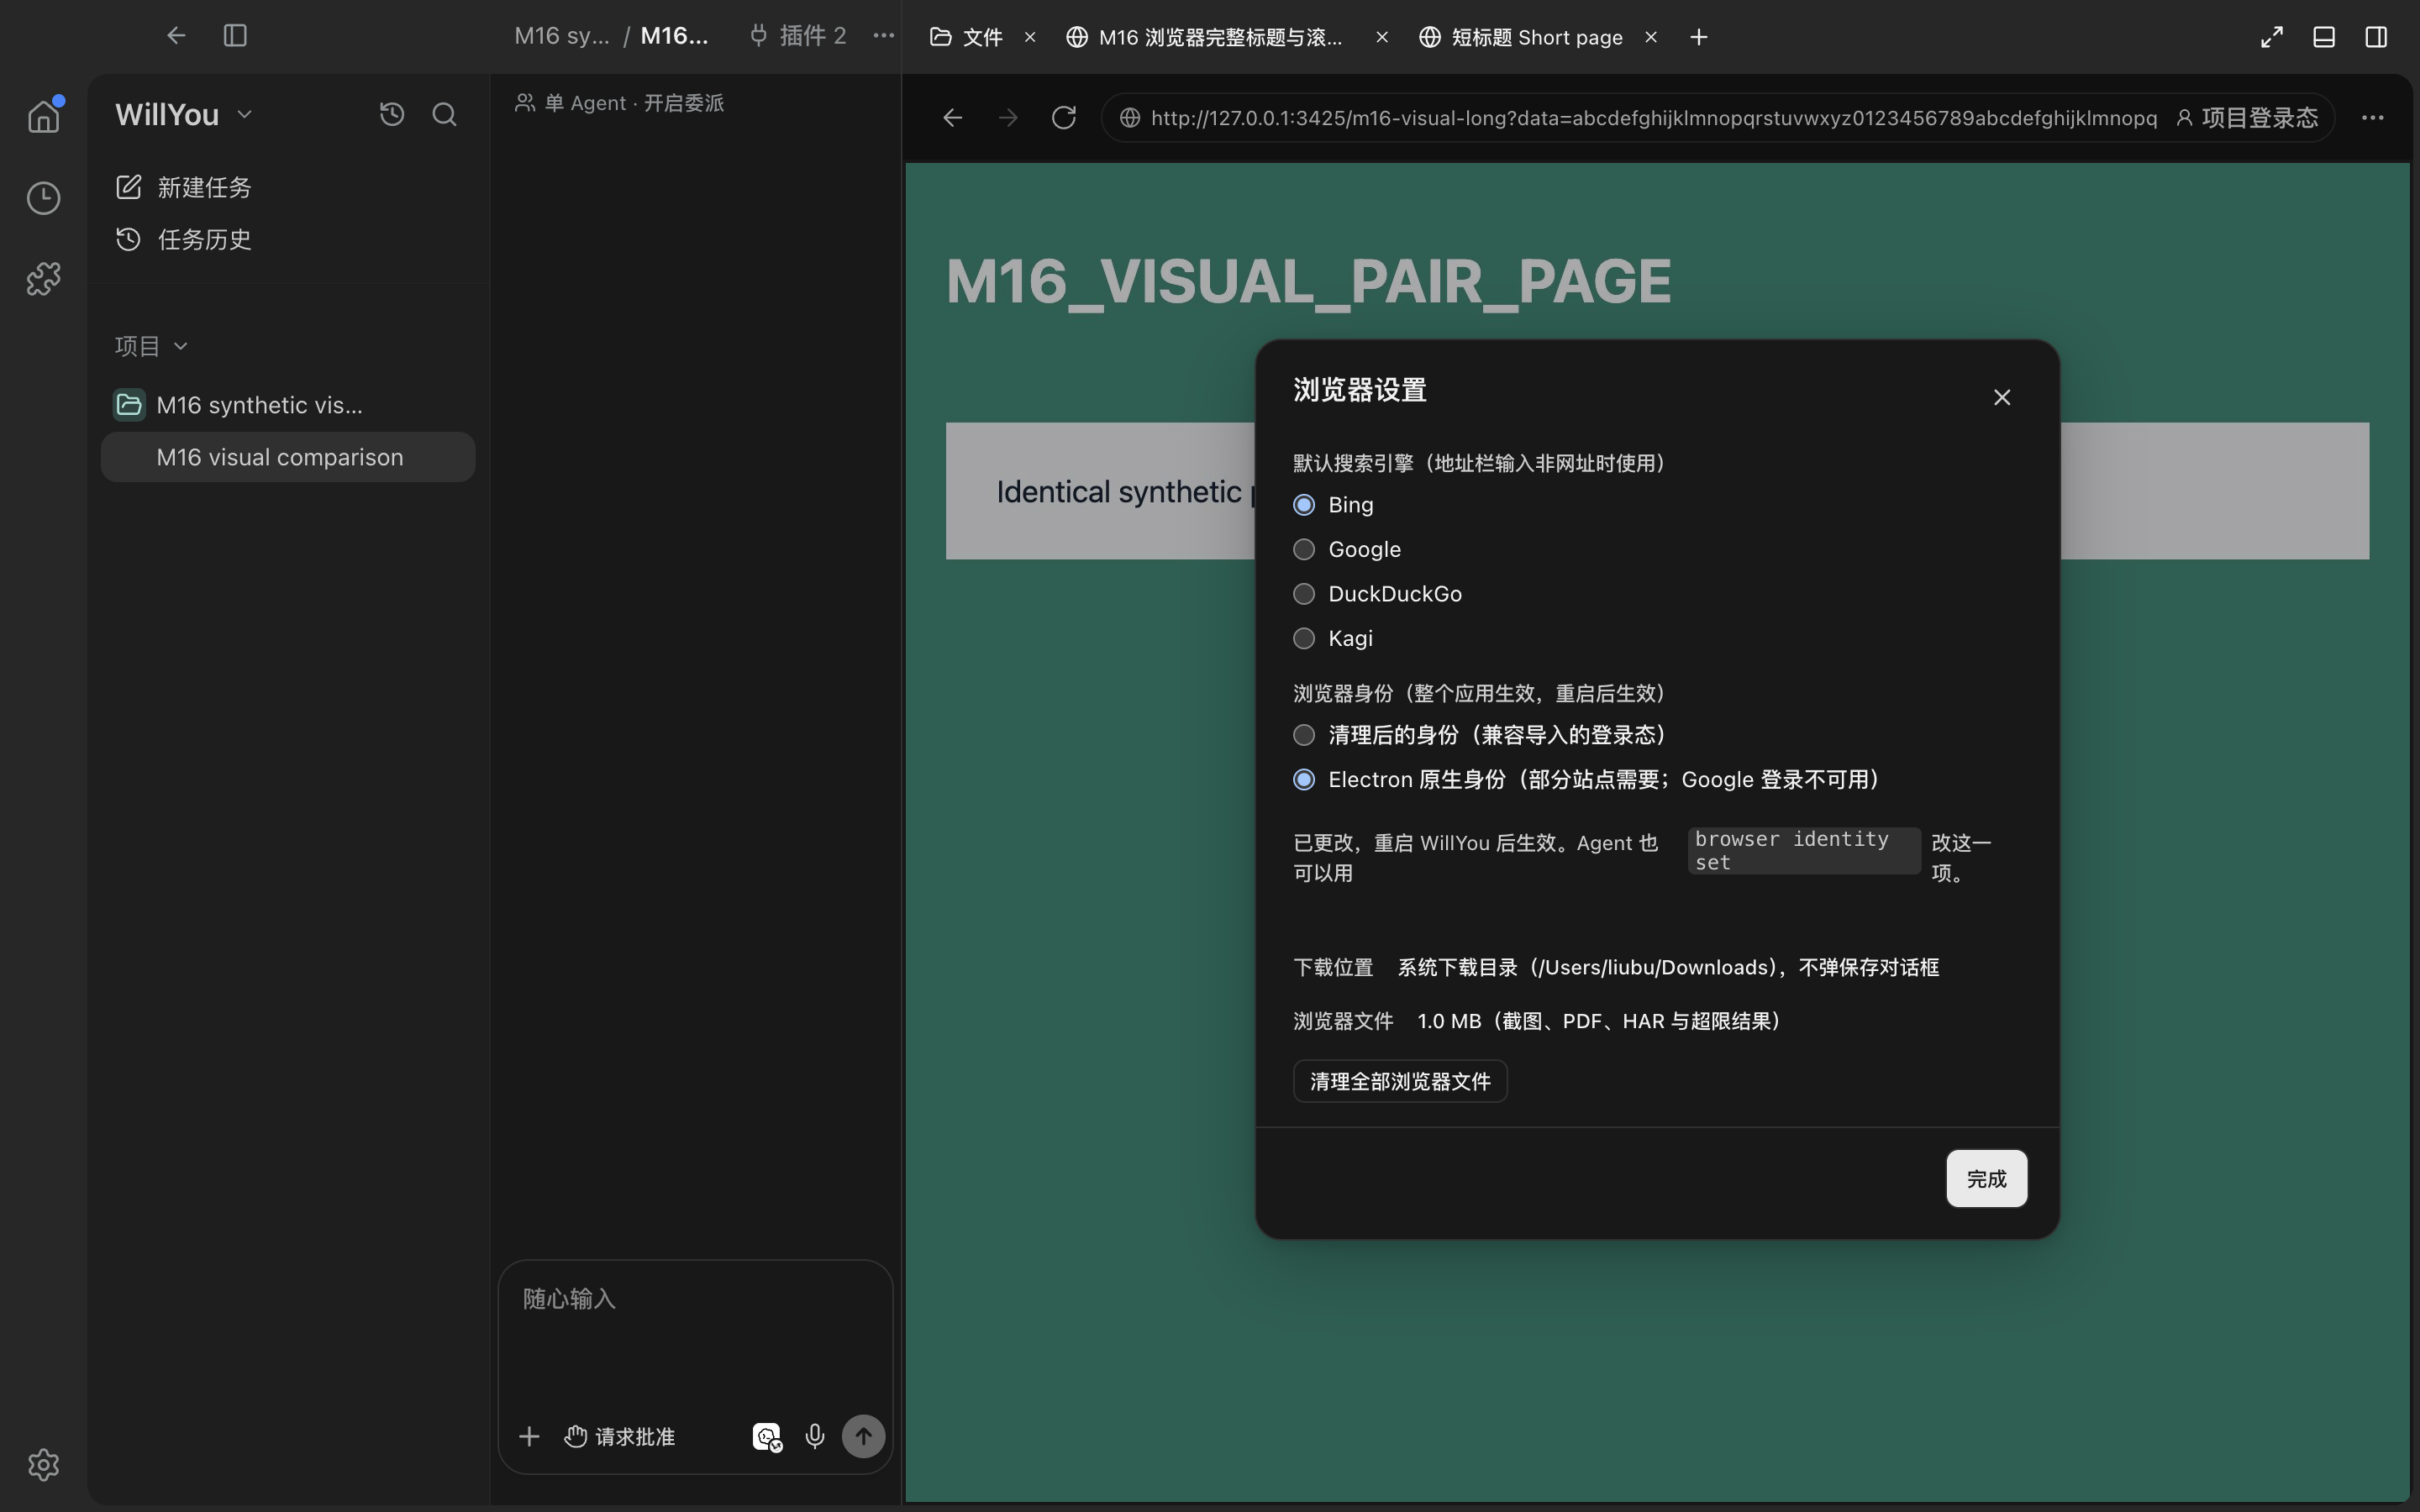 M16 sy... / M16...
插件 2
文件
M16 浏览器完整标题与滚...
短标题 Short page
WillYou
新建任务
任务历史
项目
M16 synthetic vis...
M16 visual comparison
单 Agent · 开启委派
随心输入
请求批准
http://127.0.0.1:3425/m16-visual-long?data=abcdefghijklmnopqrstuvwxyz0123456789abcdefghijklmnopq
项目登录态
M16_VISUAL_PAIR_PAGE
Identical synthetic
浏览器设置
默认搜索引擎（地址栏输入非网址时使用）
Bing
Google
DuckDuckGo
Kagi
浏览器身份（整个应用生效，重启后生效）
清理后的身份（兼容导入的登录态）
Electron 原生身份（部分站点需要；Google 登录不可用）
已更改，重启 WillYou 后生效。Agent 也
可以用
browser identity
set
改这一
项。
下载位置 系统下载目录（/Users/liubu/Downloads），不弹保存对话框
浏览器文件 1.0 MB（截图、PDF、HAR 与超限结果）
清理全部浏览器文件
完成